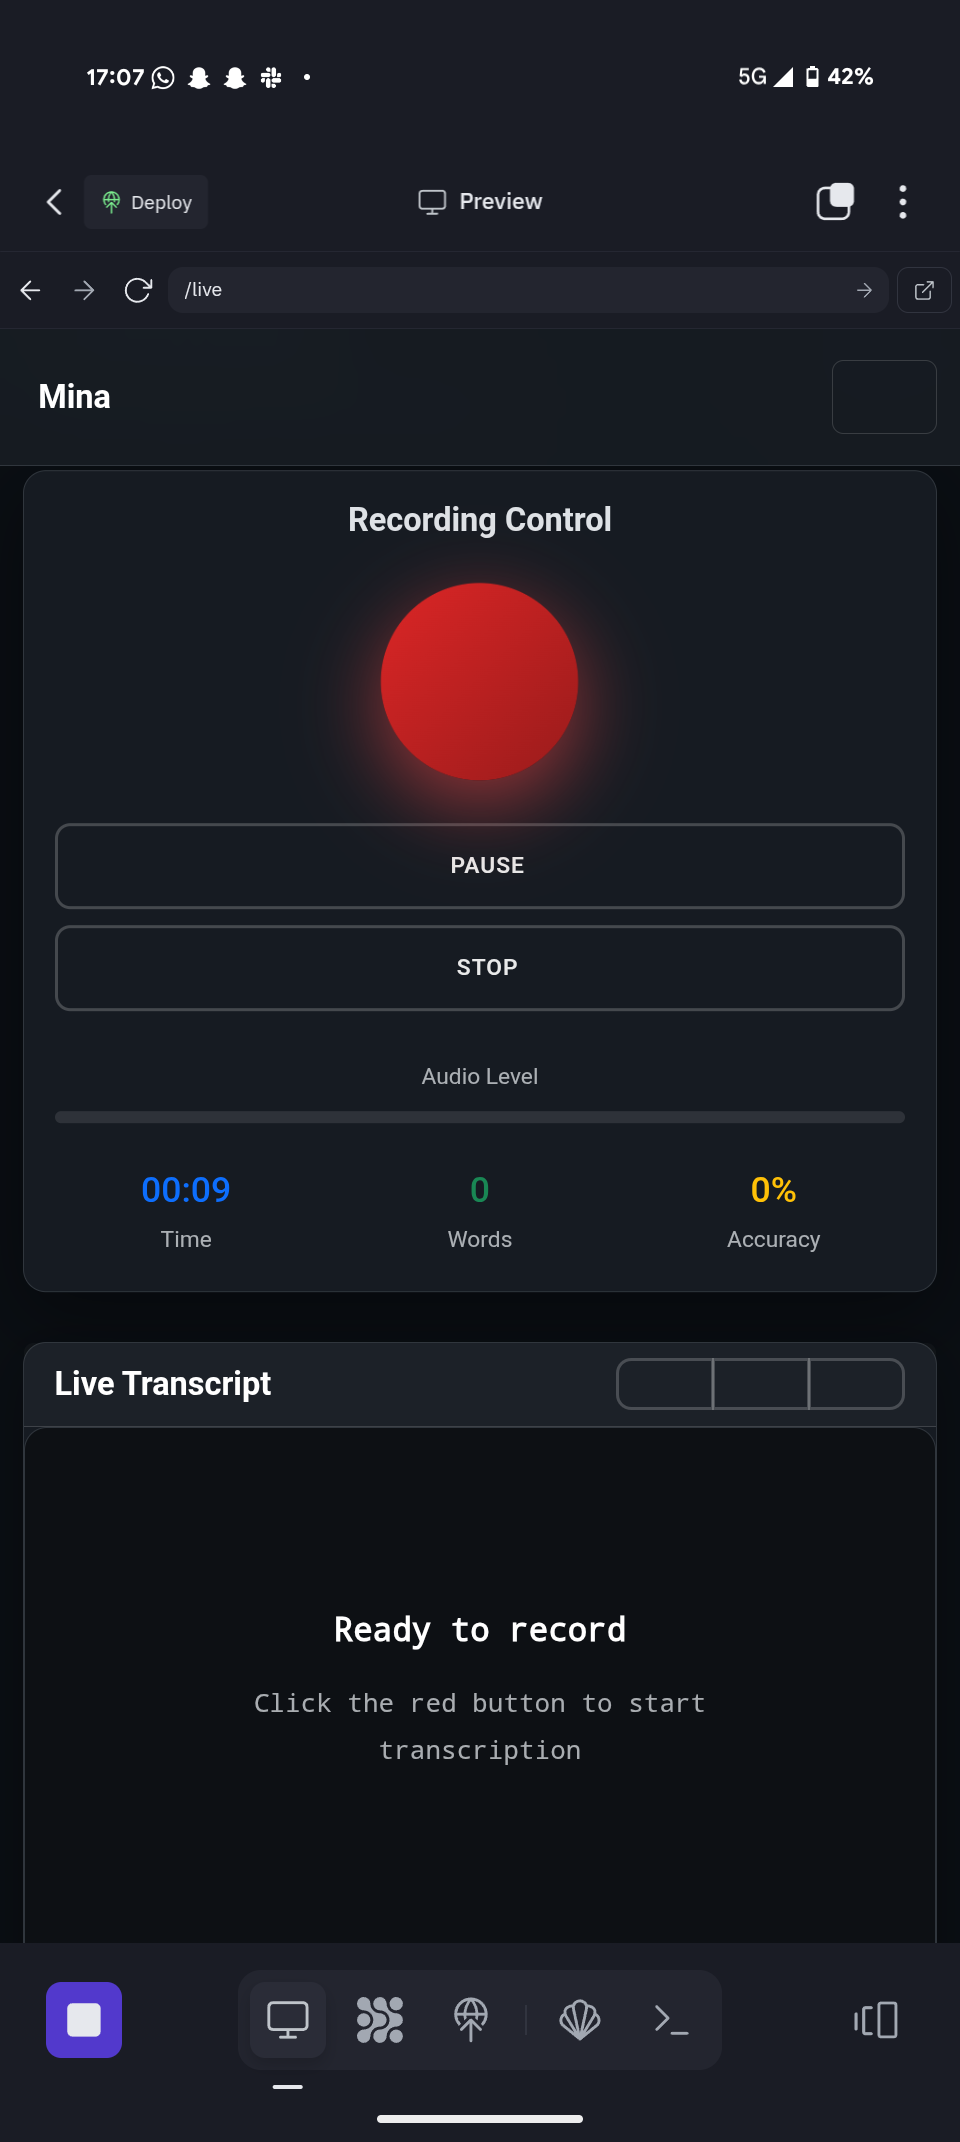 17:07
5G 42%
Deploy
Preview
/live
Mina
Recording Control
PAUSE
STOP
Audio Level
00:09 0 0%
Time Words Accuracy
Live Transcript
Ready to record
Click the red button to start
transcription